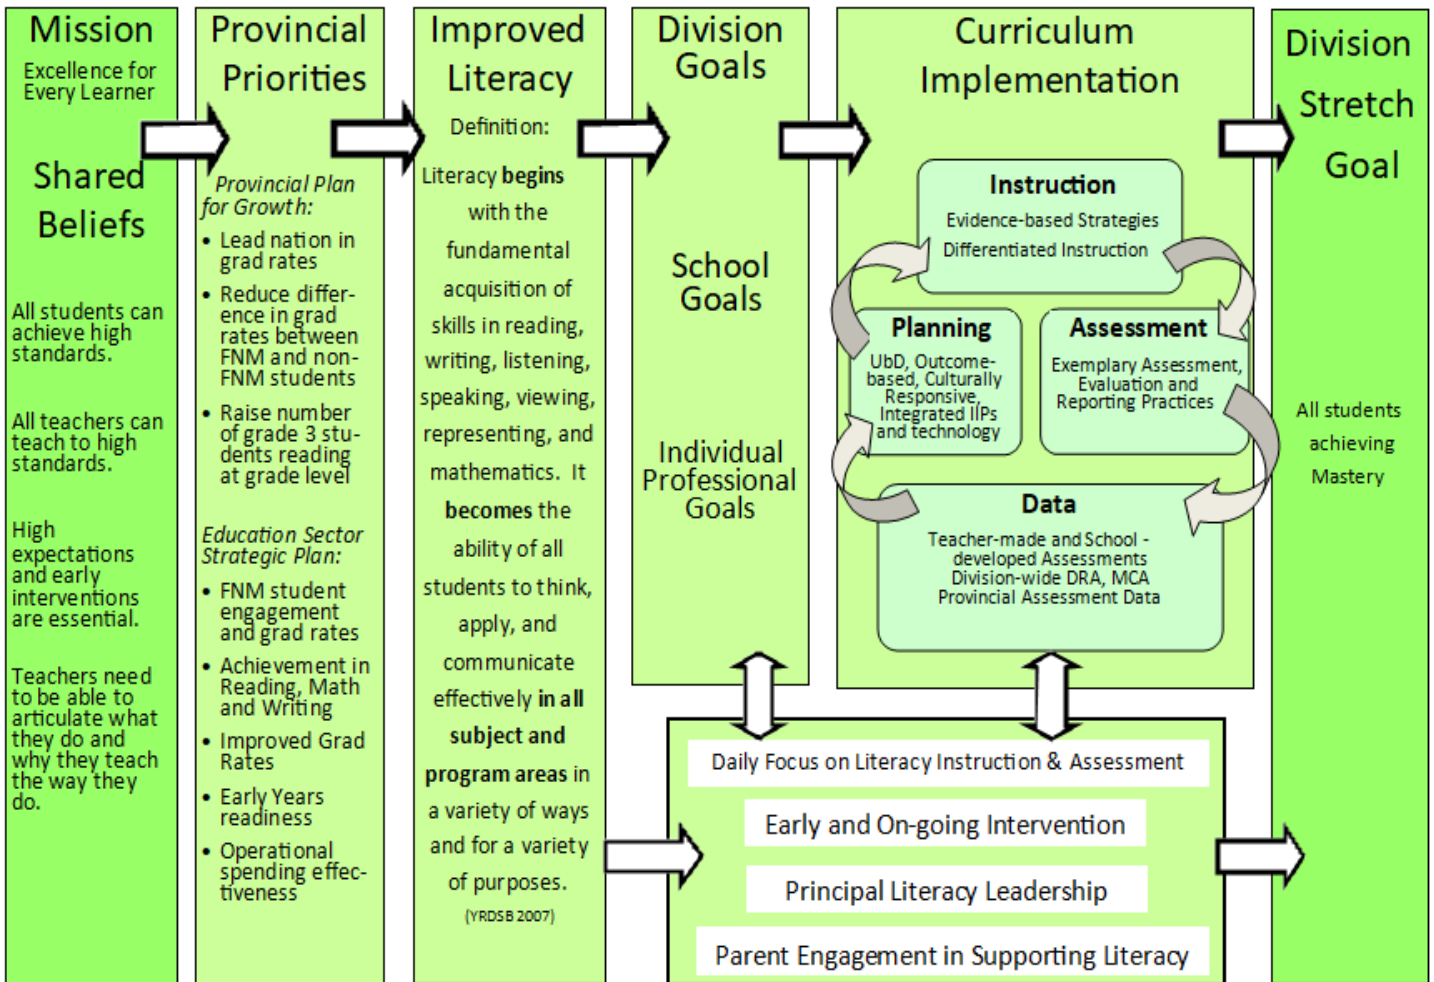 Mission
Excellence for
Every Learner
Shared
Beliefs
All students can
achieve high
standards.
All teachers can
teach to high
standards.
High
expectations
and early
interventions
are essential.
Teachers need
to be able to
articulate what
they do and
why they teach
the way they
do.
Provincial
Priorities
Provincial Plan
for Growth:
• Lead nation in
grad rates
• Reduce differ-
ence in grad
rates between
FNM and non-
FNM students
• Raise number
of grade 3 stu-
dents reading
at grade level
Education Sector
Strategic Plan:
• FNM student
engagement
and grad rates
• Achievement in
Reading, Math
and Writing
• Improved Grad
Rates
• Early Years
readiness
• Operational
spending effec-
tiveness
Improved
Literacy
Definition:
Literacy begins
with the
fundamental
acquisition of
skills in reading,
writing, listening,
speaking, viewing,
representing, and
mathematics. It
becomes the
ability of all
students to think,
apply, and
communicate
effectively in all
subject and
program areas in
a variety of ways
and for a variety
of purposes.
(YRDSB 2007)
Division
Goals
School
Goals
Individual
Professional
Goals
Curriculum
Implementation
Instruction
Evidence-based Strategies
Differentiated Instruction
Planning
UbD, Outcome-
based, Culturally
Responsive,
Integrated IIPs
and technology
Assessment
Exemplary Assessment,
Evaluation and
Reporting Practices
Data
Teacher-made and School -
developed Assessments
Division-wide DRA, MCA
Provincial Assessment Data
Daily Focus on Literacy Instruction & Assessment
Early and On-going Intervention
Principal Literacy Leadership
Parent Engagement in Supporting Literacy
Division
Stretch
Goal
All students
achieving
Mastery